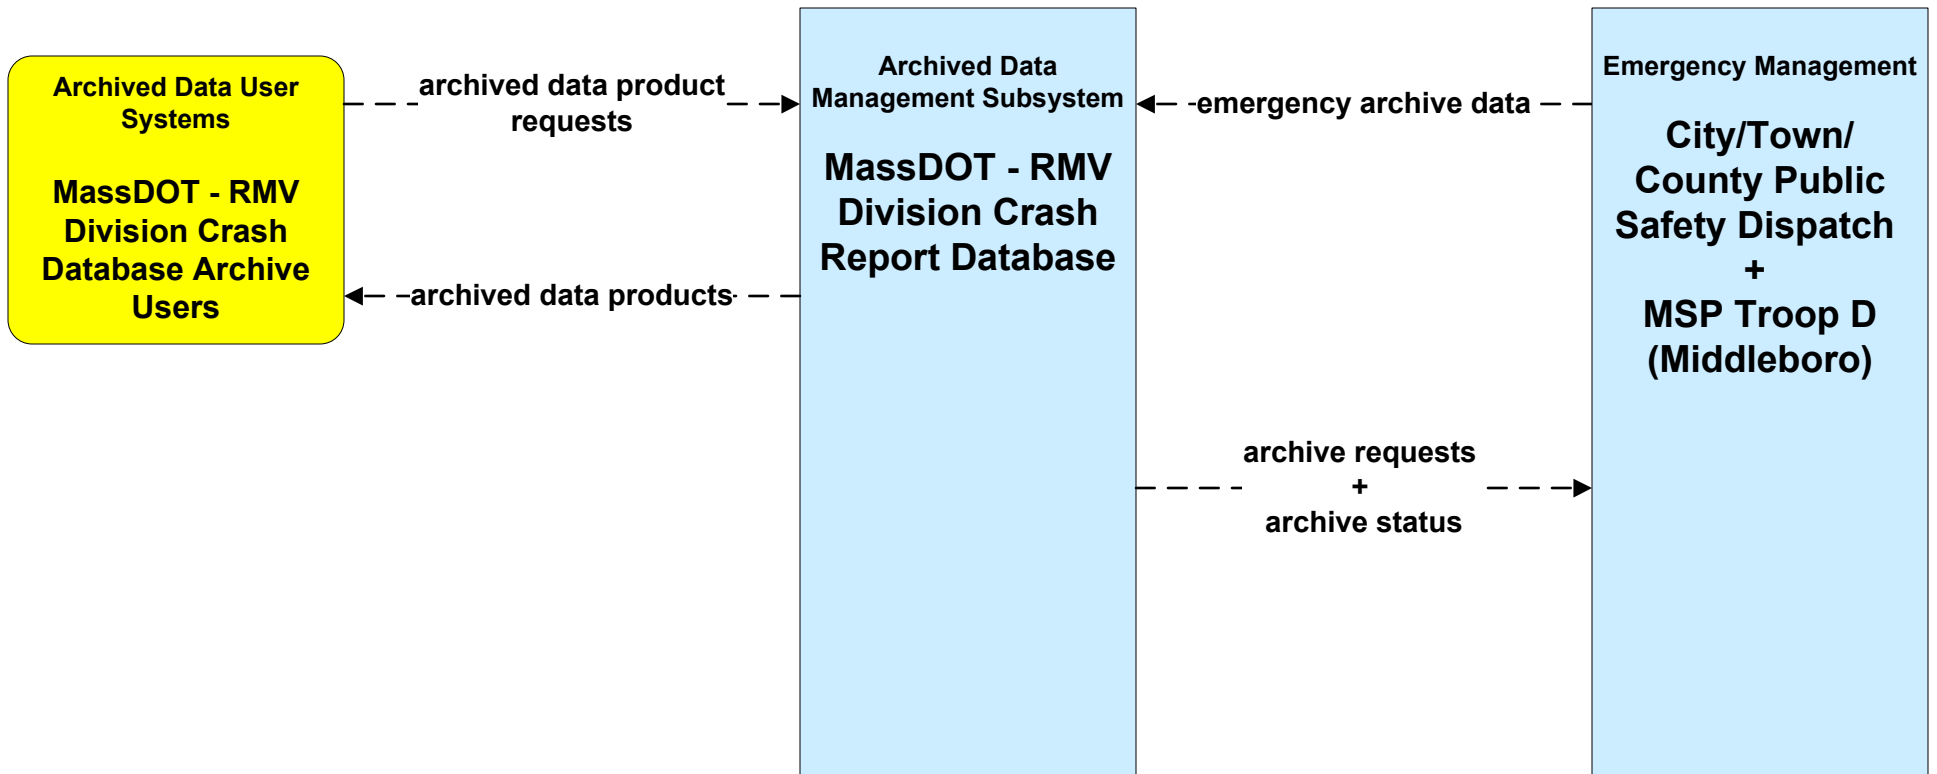 Archived Data User
Systems
MassDOT - RMV
Division Crash
Database Archive
Users
archived data product
requests
archived data products
Archived Data
Management Subsystem
MassDOT - RMV
Division Crash
Report Database
emergency archive data
archive requests
+
archive status
Emergency Management
City/Town/
County Public
Safety Dispatch
+
MSP Troop D
(Middleboro)